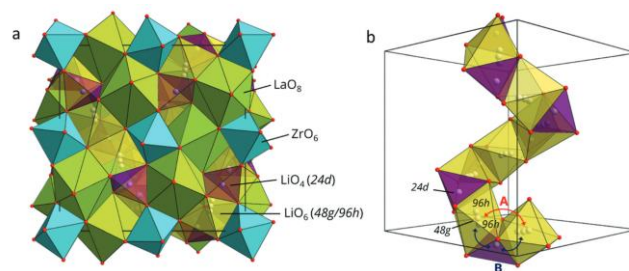 a
LaO8
ZrO6
LiO4 (24d)
LiO6 (48g/96h)
b
24d
96h
A
48g
96h
B